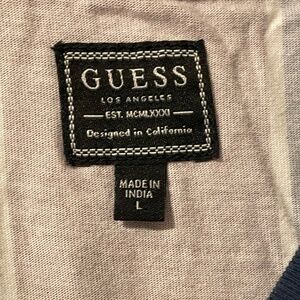 GUESS
LOS ANGELES
EST. MCMLXXXI
Designed in California
MADE IN
INDIA
L